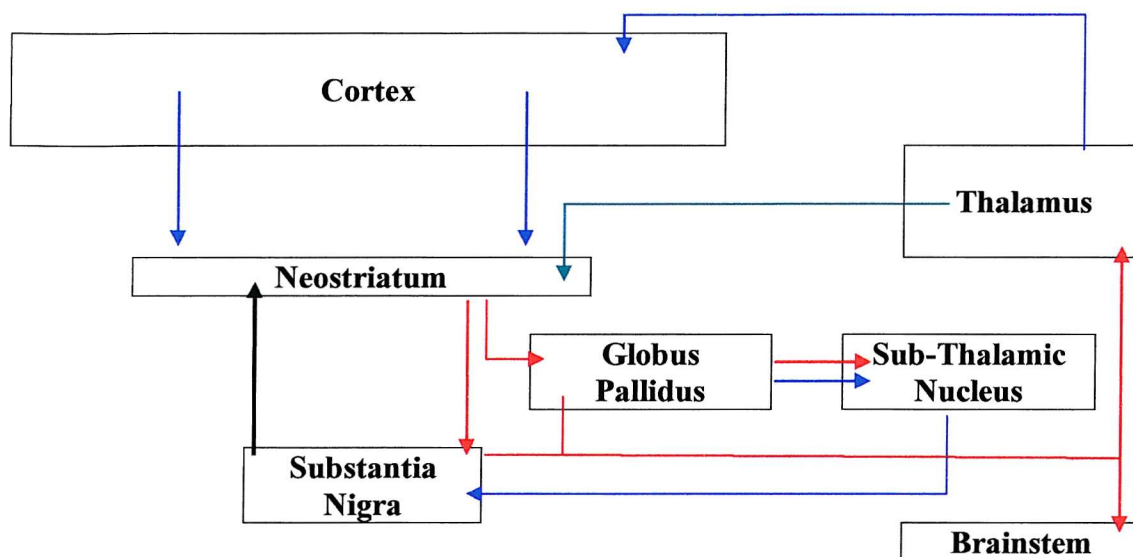 Cortex
Thalamus
Neostriatum
Globus
Pallidus
Sub-Thalamic
Nucleus
Substantia
Nigra
Brainstem